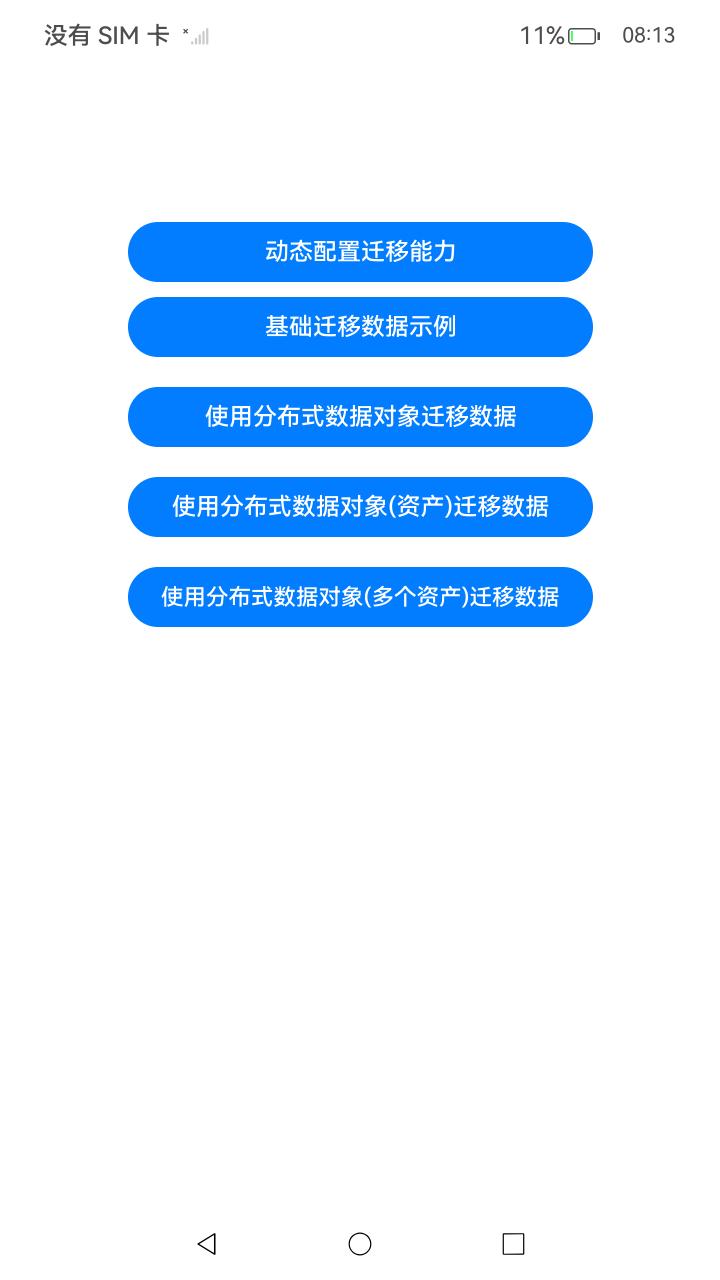 没有 SIM 卡 11% 08:13
动态配置迁移能力
基础迁移数据示例
使用分布式数据对象迁移数据
使用分布式数据对象(资产)迁移数据
使用分布式数据对象(多个资产)迁移数据